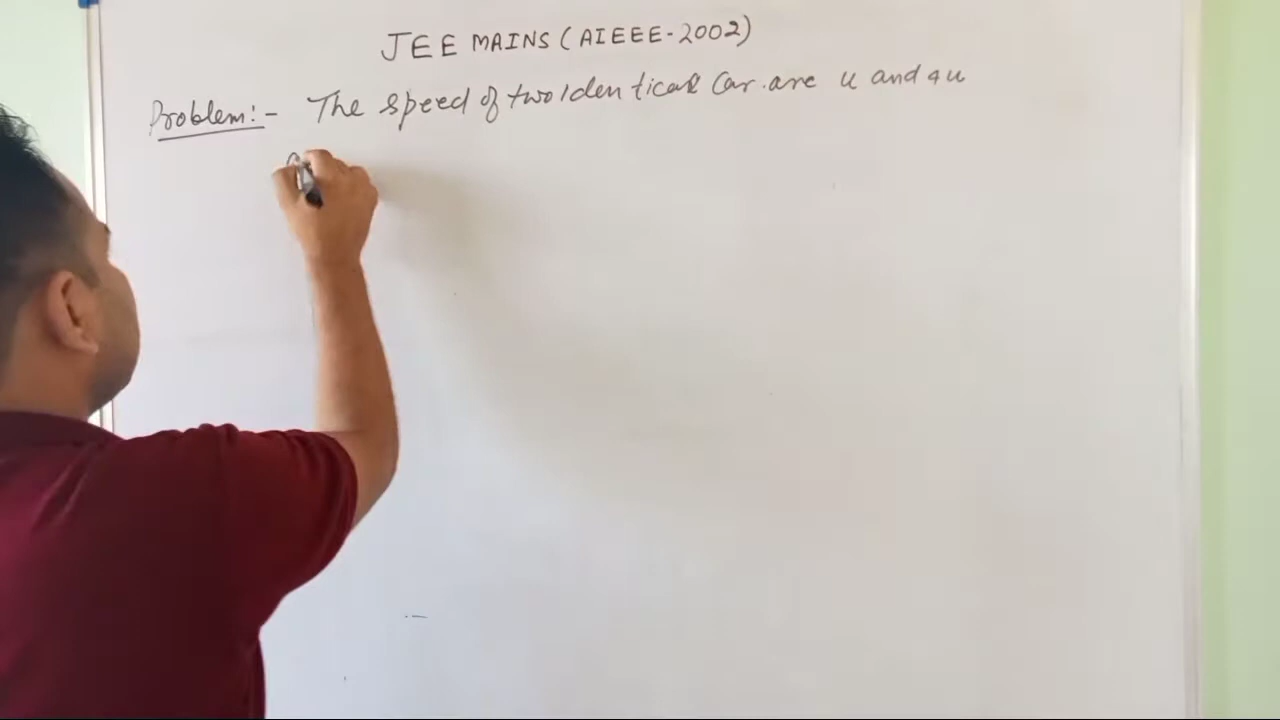 JEE MAINS (AIEEE-2002)
Problem:- The speed of two Identical Car. are u and 4u